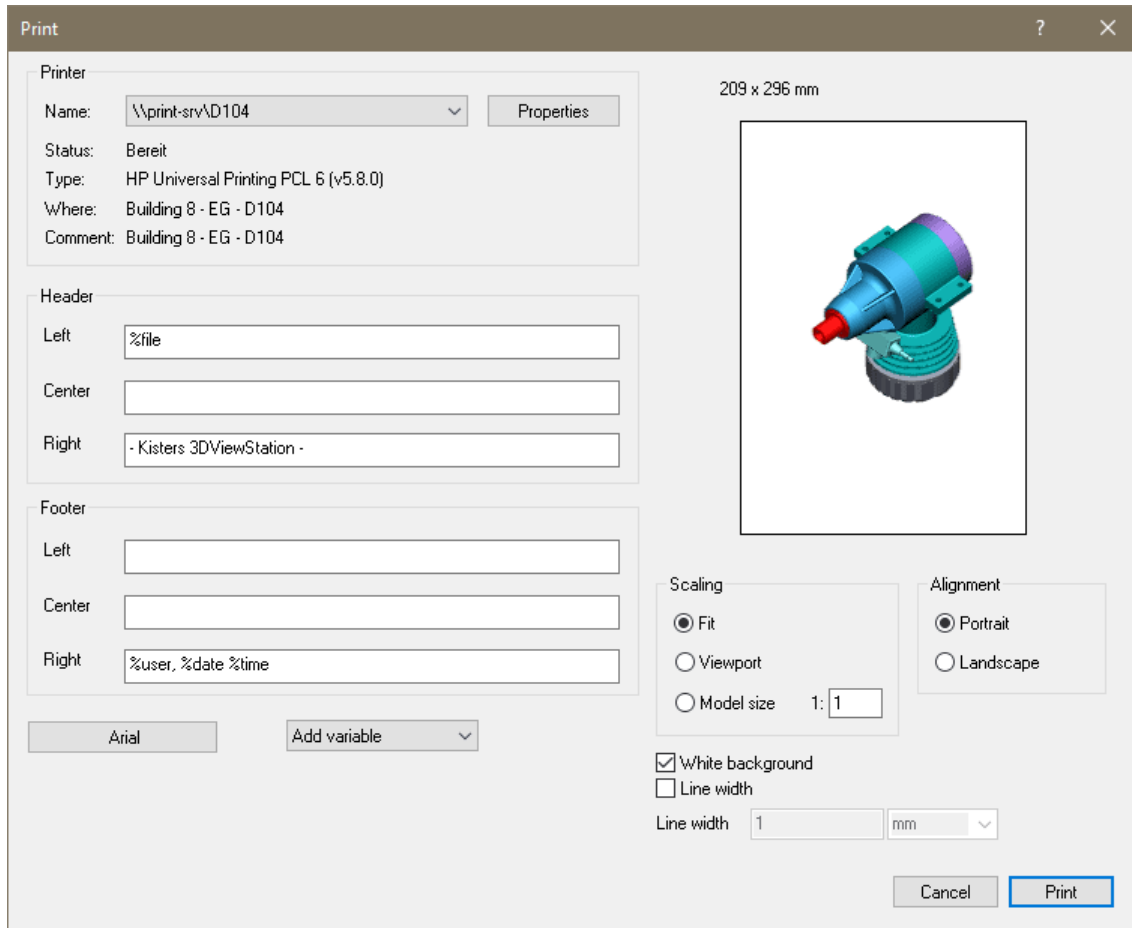 Print
Printer
Name: \\print-srv\D104 Properties
Status: Bereit
Type: HP Universal Printing PCL 6 (v5.8.0)
Where: Building 8 - EG - D104
Comment: Building 8 - EG - D104
Header
Left %file
Center
Right - Kisters 3DViewStation -
Footer
Left
Center
Right %user, %date %time
Arial Add variable
209 x 296 mm
Scaling
Fit
Viewport
Model size 1: 1
Alignment
Portrait
Landscape
White background
Line width
Line width 1 mm
Cancel Print